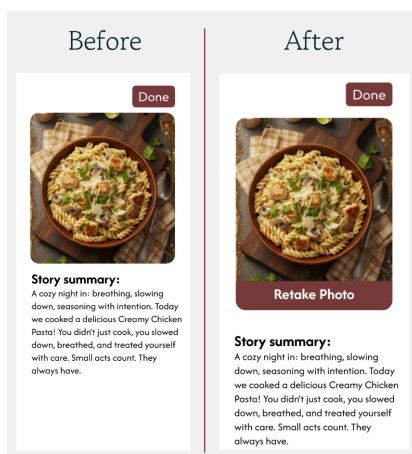 Before
After
Done
Story summary:
A cozy night in: breathing, slowing
down, seasoning with intention. Today
we cooked a delicious Creamy Chicken
Pasta! You didn't just cook, you slowed
down, breathed, and treated yourself
with care. Small acts count. They
always have.
Done
Retake Photo
Story summary:
A cozy night in: breathing, slowing
down, seasoning with intention. Today
we cooked a delicious Creamy Chicken
Pasta! You didn't just cook, you slowed
down, breathed, and treated yourself
with care. Small acts count. They
always have.